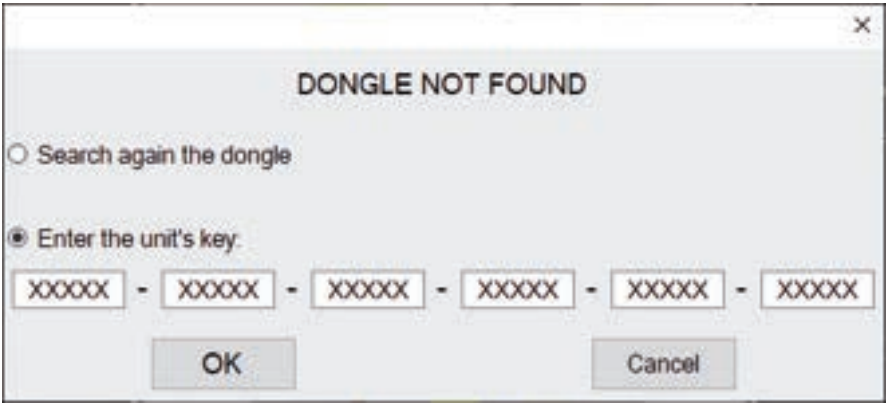 DONGLE NOT FOUND
Search again the dongle
Enter the unit's key:
XXXXX - XXXXX - XXXXX - XXXXX - XXXXX - XXXXX
OK Cancel